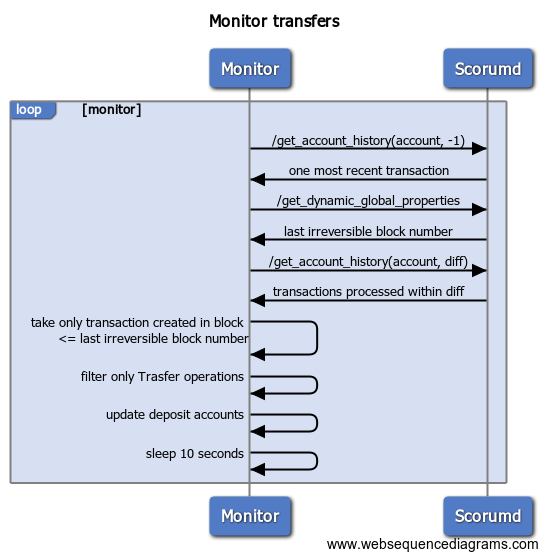 Monitor transfers
Monitor
Scorumd
loop
[monitor]
/get_account_history(account, -1)
one most recent transaction
/get_dynamic_global_properties
last irreversible block number
/get_account_history(account, diff)
transactions processed within diff
take only transaction created in block
<= last irreversible block number
filter only Trasfer operations
update deposit accounts
sleep 10 seconds
Monitor
Scorumd
www.websequencediagrams.com